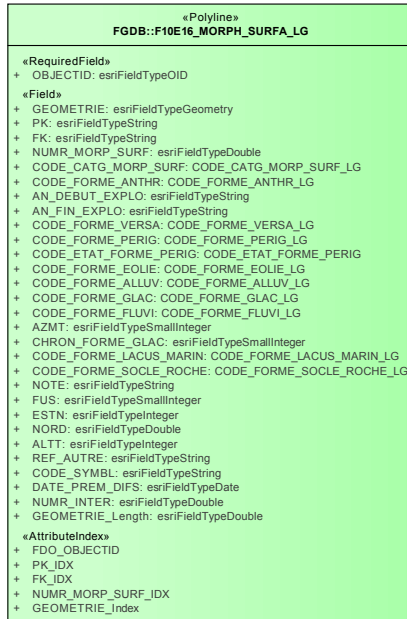 «Polyline»
FGDB::F10E16_MORPH_SURFA_LG
«RequiredField»
+ OBJECTID: esriFieldTypeOID
«Field»
+ GEOMETRIE: esriFieldTypeGeometry
+ PK: esriFieldTypeString
+ FK: esriFieldTypeString
+ NUMR_MORP_SURF: esriFieldTypeDouble
+ CODE_CATG_MORP_SURF: CODE_CATG_MORP_SURF_LG
+ CODE_FORME_ANTHR: CODE_FORME_ANTHR_LG
+ AN_DEBUT_EXPLO: esriFieldTypeString
+ AN_FIN_EXPLO: esriFieldTypeString
+ CODE_FORME_VERSA: CODE_FORME_VERSA_LG
+ CODE_FORME_PERIG: CODE_FORME_PERIG_LG
+ CODE_ETAT_FORME_PERIG: CODE_ETAT_FORME_PERIG
+ CODE_FORME_EOLIE: CODE_FORME_EOLIE_LG
+ CODE_FORME_ALLUV: CODE_FORME_ALLUV_LG
+ CODE_FORME_GLAC: CODE_FORME_GLAC_LG
+ CODE_FORME_FLUVI: CODE_FORME_FLUVI_LG
+ AZMT: esriFieldTypeSmallInteger
+ CHRON_FORME_GLAC: esriFieldTypeSmallInteger
+ CODE_FORME_LACUS_MARIN: CODE_FORME_LACUS_MARIN_LG
+ CODE_FORME_SOCLE_ROCHE: CODE_FORME_SOCLE_ROCHE_LG
+ NOTE: esriFieldTypeString
+ FUS: esriFieldTypeSmallInteger
+ ESTN: esriFieldTypeInteger
+ NORD: esriFieldTypeDouble
+ ALTT: esriFieldTypeInteger
+ REF_AUTRE: esriFieldTypeString
+ CODE_SYMBL: esriFieldTypeString
+ DATE_PREM_DIFS: esriFieldTypeDate
+ NUMR_INTER: esriFieldTypeDouble
+ GEOMETRIE_Length: esriFieldTypeDouble
«AttributeIndex»
+ FDO_OBJECTID
+ PK_IDX
+ FK_IDX
+ NUMR_MORP_SURF_IDX
+ GEOMETRIE_Index